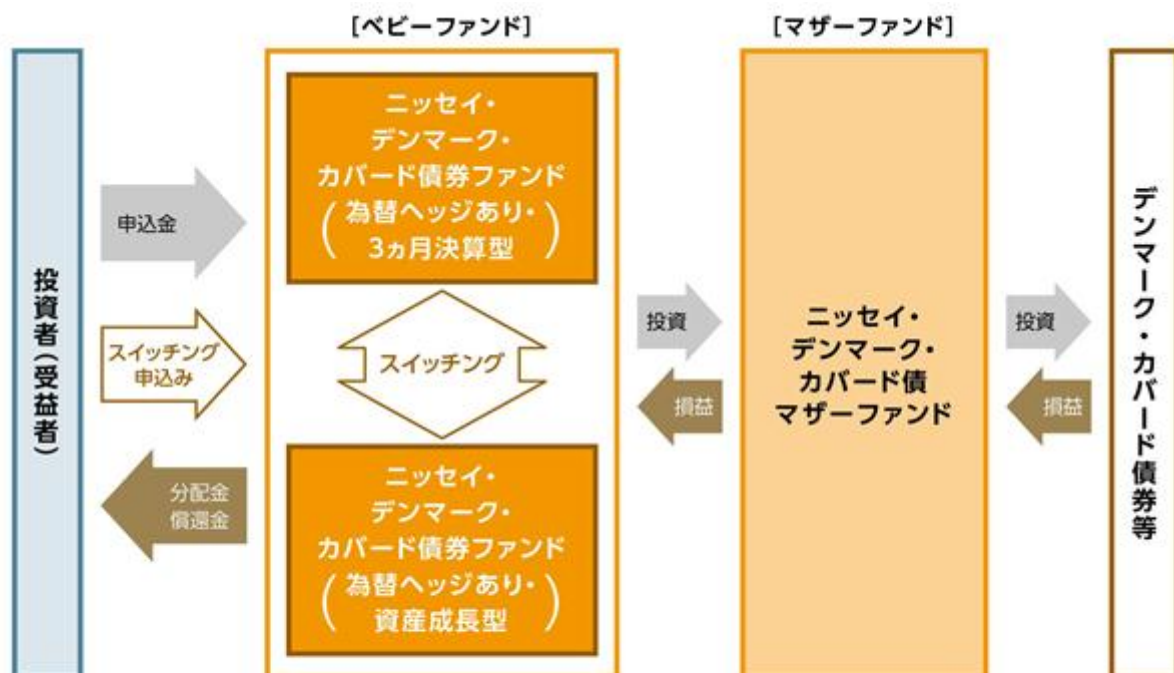 [ベビーファンド]
[マザーファンド]
投資者(受益者)
申込金
スイッチング
申込み
分配金
償還金
ニッセイ・
デンマーク・
カバード債券ファンド
(為替ヘッジあり・
3ヵ月決算型)
スイッチング
ニッセイ・
デンマーク・
カバード債券ファンド
(為替ヘッジあり・
資産成長型)
投資
損益
ニッセイ・
デンマーク・
カバード債
マザーファンド
投資
損益
デンマーク・カバード債券等